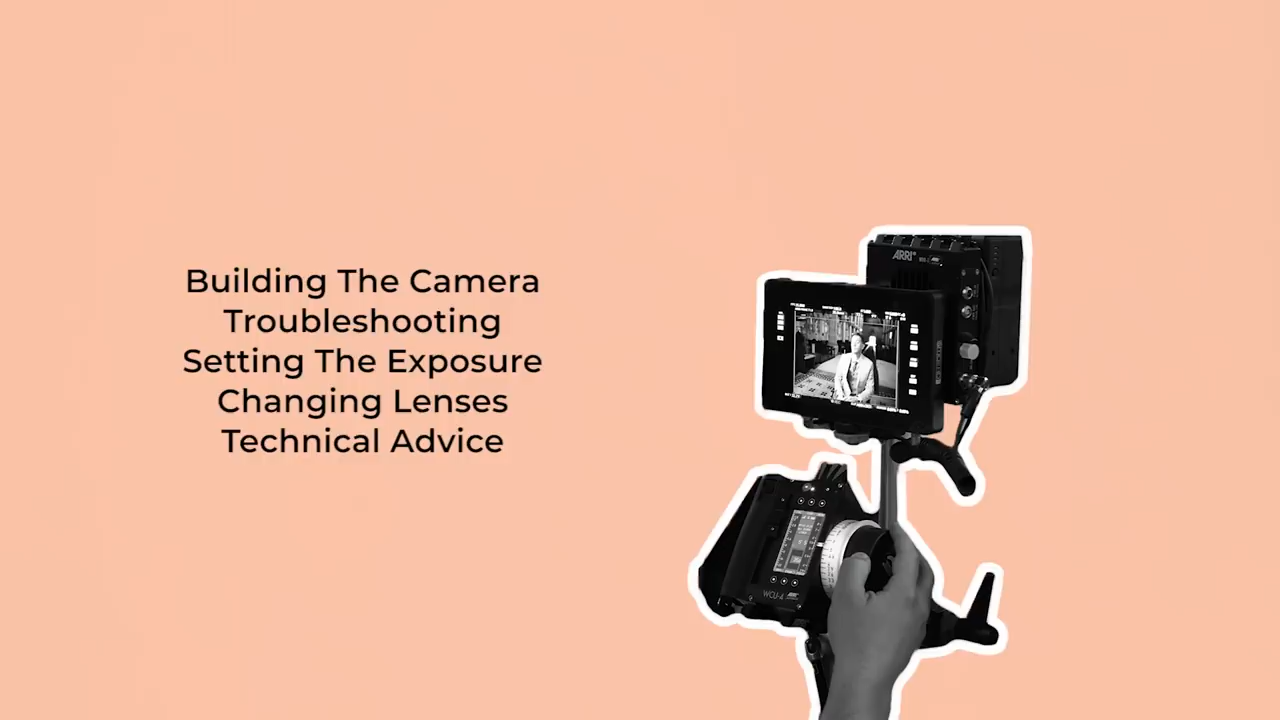 Building The Camera
Troubleshooting
Setting The Exposure
Changing Lenses
Technical Advice
ARRI
WCU-4